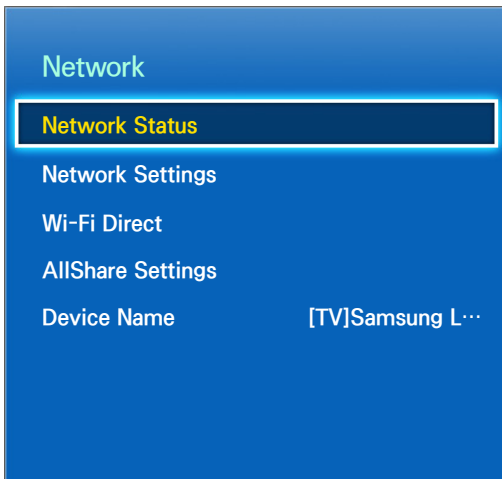 Network
Network Status
Network Settings
Wi-Fi Direct
AllShare Settings
Device Name [TV]Samsung L···